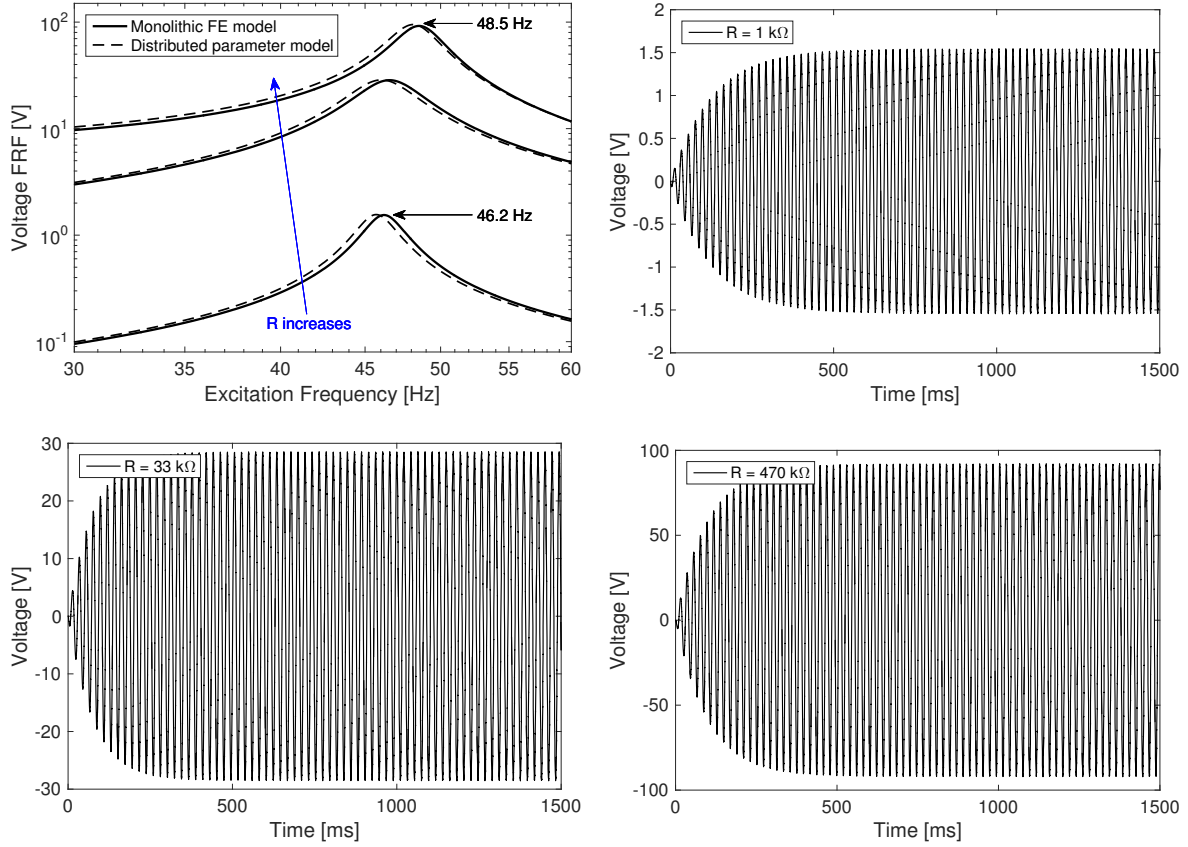 Monolithic FE model
Distributed parameter model
48.5 Hz
46.2 Hz
R increases
10^2
10^1
10^0
10^-1
Voltage FRF [V]
30 35 40 45 50 55 60
Excitation Frequency [Hz]
R = 1 kΩ
2
1.5
1
0.5
0
-0.5
-1
-1.5
-2
Voltage [V]
0 500 1000 1500
Time [ms]
R = 33 kΩ
30
20
10
0
-10
-20
-30
Voltage [V]
0 500 1000 1500
Time [ms]
R = 470 kΩ
100
50
0
-50
-100
Voltage [V]
0 500 1000 1500
Time [ms]